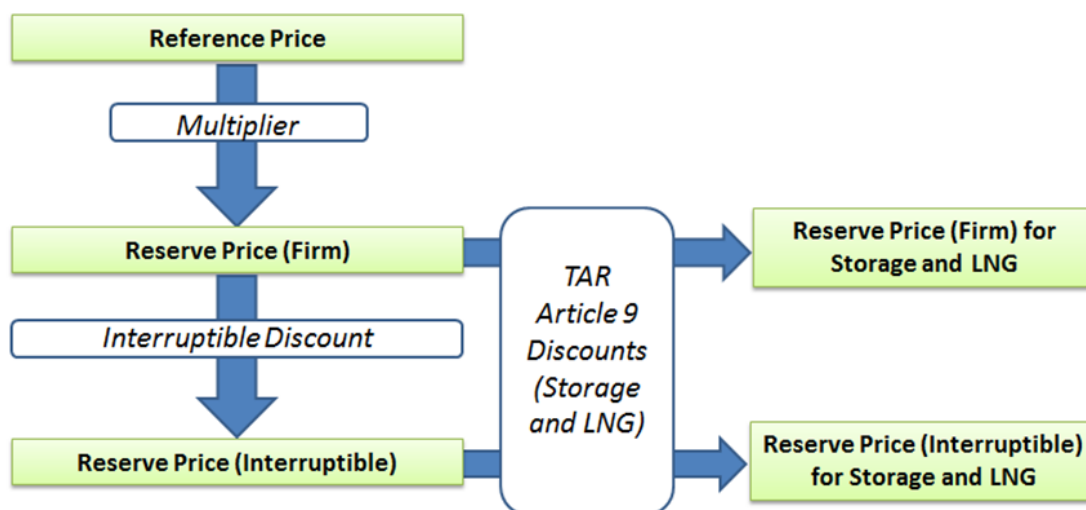 Reference Price
Multiplier
Reserve Price (Firm)
Interruptible Discount
Reserve Price (Interruptible)
TAR
Article 9
Discounts
(Storage
and LNG)
Reserve Price (Firm) for
Storage and LNG
Reserve Price (Interruptible)
for Storage and LNG